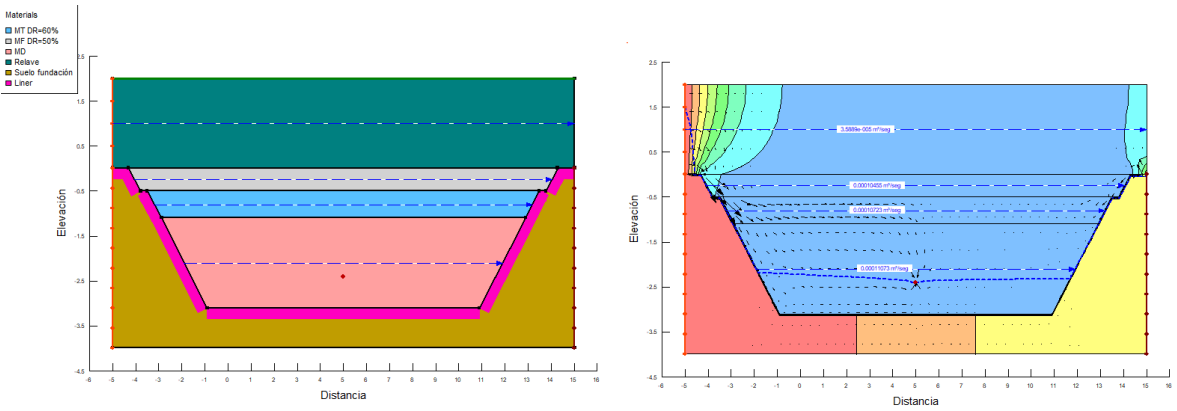 Materials
MT DR=60%
MF DR=50%
MD
Relave
Suelo fundación
Liner
2.5
1.5
0.5
-0.5
-1.5
-2.5
-3.5
-4.5
Elevación
-6 -5 -4 -3 -2 -1 0 1 2 3 4 5 6 7 8 9 10 11 12 13 14 15 16
Distancia
2.5
1.5
0.5
-0.5
-1.5
-2.5
-3.5
-4.5
Elevación
3.5889e-005 m³/seg
0.00010455 m³/seg
0.00010723 m³/seg
0.00011073 m³/seg
-6 -5 -4 -3 -2 -1 0 1 2 3 4 5 6 7 8 9 10 11 12 13 14 15 16
Distancia